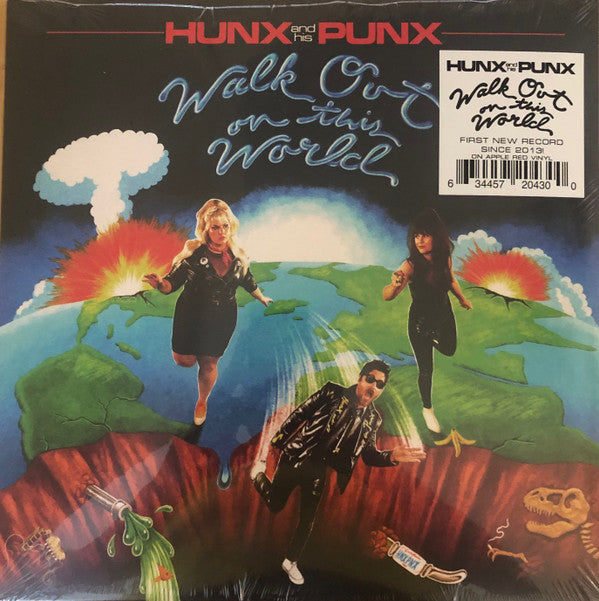 HUNX and his PUNX
Walk Out
on this
World
HUNX and his PUNX
Walk Out
on this
World
FIRST NEW RECORD
SINCE 2013!
ON APPLE RED VINYL
6 34457 20430 0